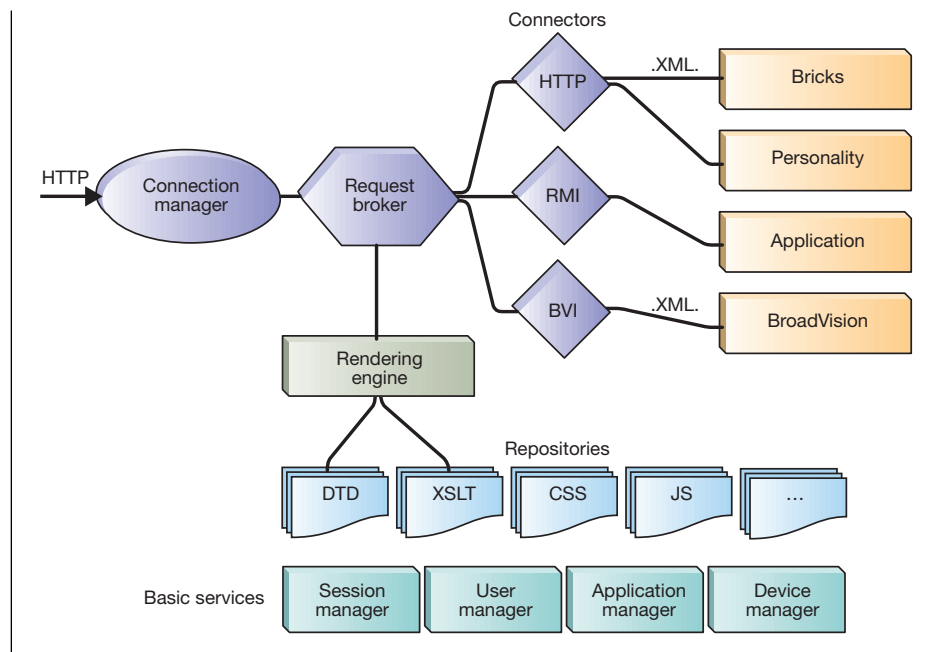 Connectors
HTTP
.XML.
Bricks
Personality
HTTP
Connection
manager
Request
broker
RMI
Application
BVI
.XML.
BroadVision
Rendering
engine
Repositories
DTD
XSLT
CSS
JS
...
Basic services
Session
manager
User
manager
Application
manager
Device
manager